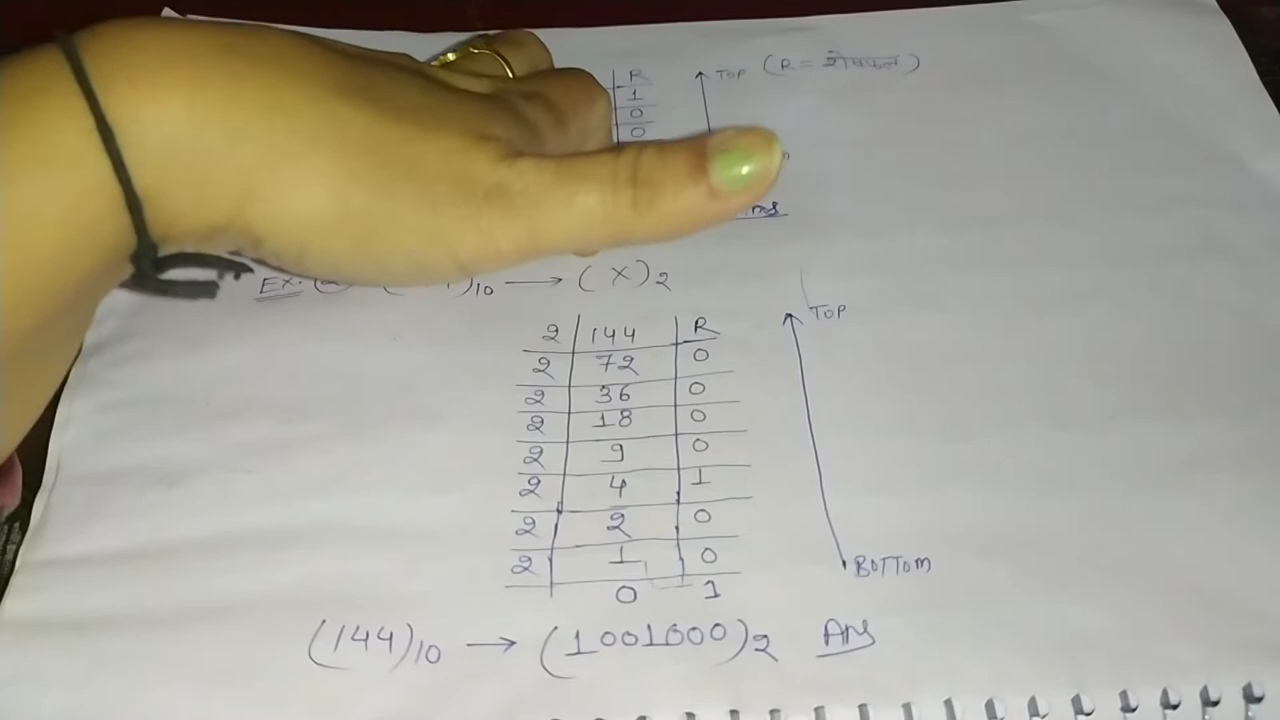 R TOP (R = शेषफल)
1
0
0
Ans
EX. )10 → (X)2
TOP
2 144 R
2 72 0
2 36 0
2 18 0
2 9 0
2 4 1
2 2 0
2 1 0
0 1
BOTTOM
(144)10 → (1001000)2 Ans